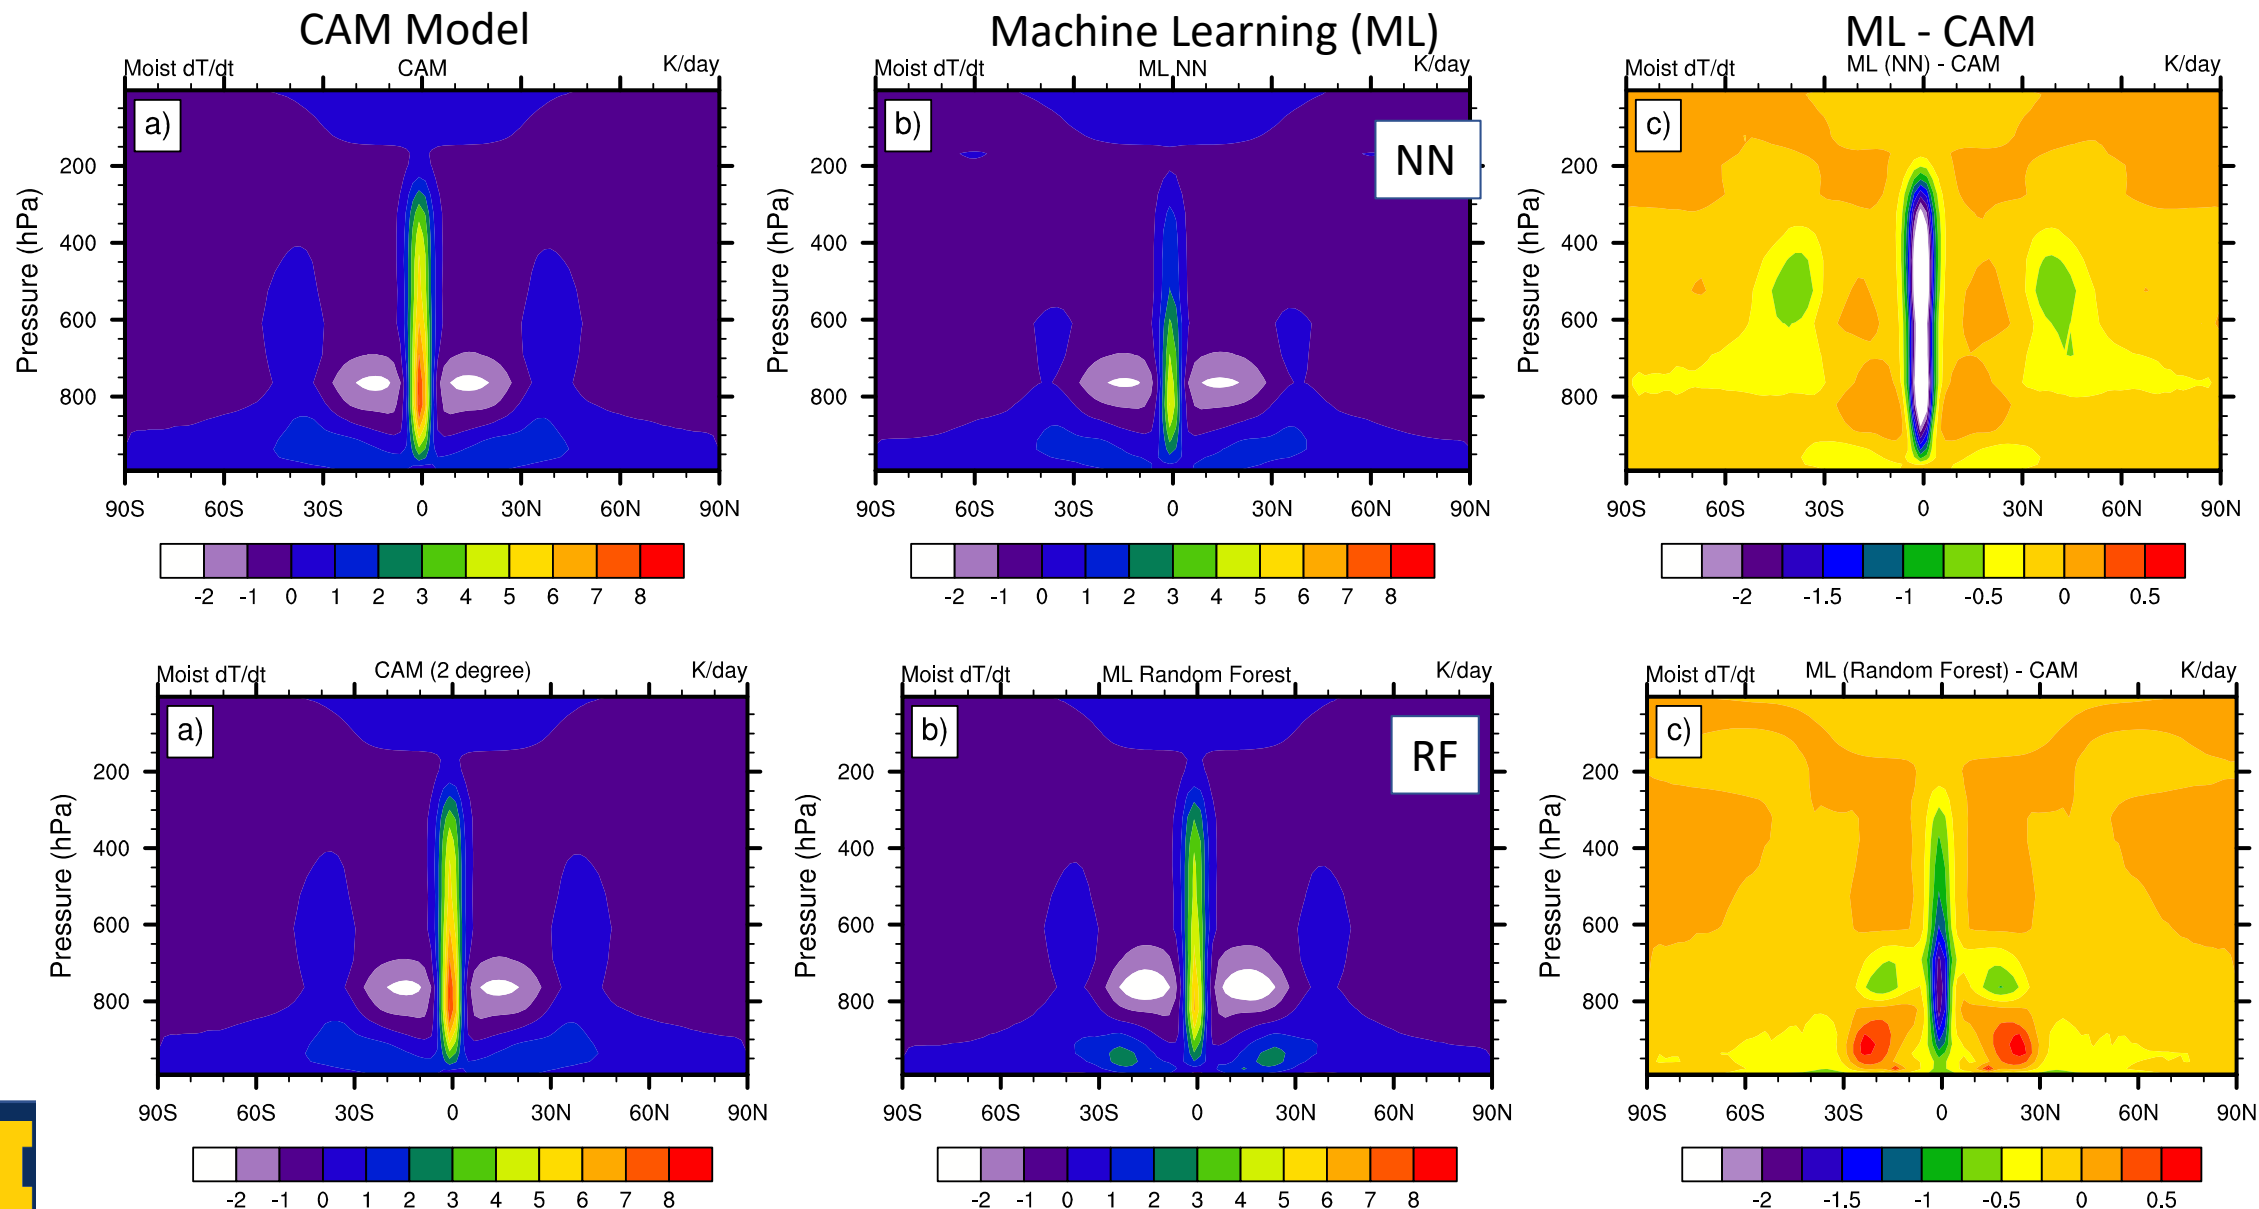 CAM Model
Machine Learning (ML)
ML - CAM
Moist dT/dt CAM K/day
Moist dT/dt ML NN K/day
Moist dT/dt ML (NN) - CAM K/day
a)
b)
c)
NN
Pressure (hPa)
200
400
600
800
Pressure (hPa)
200
400
600
800
Pressure (hPa)
200
400
600
800
90S 60S 30S 0 30N 60N 90N
90S 60S 30S 0 30N 60N 90N
90S 60S 30S 0 30N 60N 90N
-2 -1 0 1 2 3 4 5 6 7 8
-2 -1 0 1 2 3 4 5 6 7 8
-2 -1.5 -1 -0.5 0 0.5
Moist dT/dt CAM (2 degree) K/day
Moist dT/dt ML Random Forest K/day
Moist dT/dt ML (Random Forest) - CAM K/day
a)
b)
c)
RF
Pressure (hPa)
200
400
600
800
Pressure (hPa)
200
400
600
800
Pressure (hPa)
200
400
600
800
90S 60S 30S 0 30N 60N 90N
90S 60S 30S 0 30N 60N 90N
90S 60S 30S 0 30N 60N 90N
-2 -1 0 1 2 3 4 5 6 7 8
-2 -1 0 1 2 3 4 5 6 7 8
-2 -1.5 -1 -0.5 0 0.5